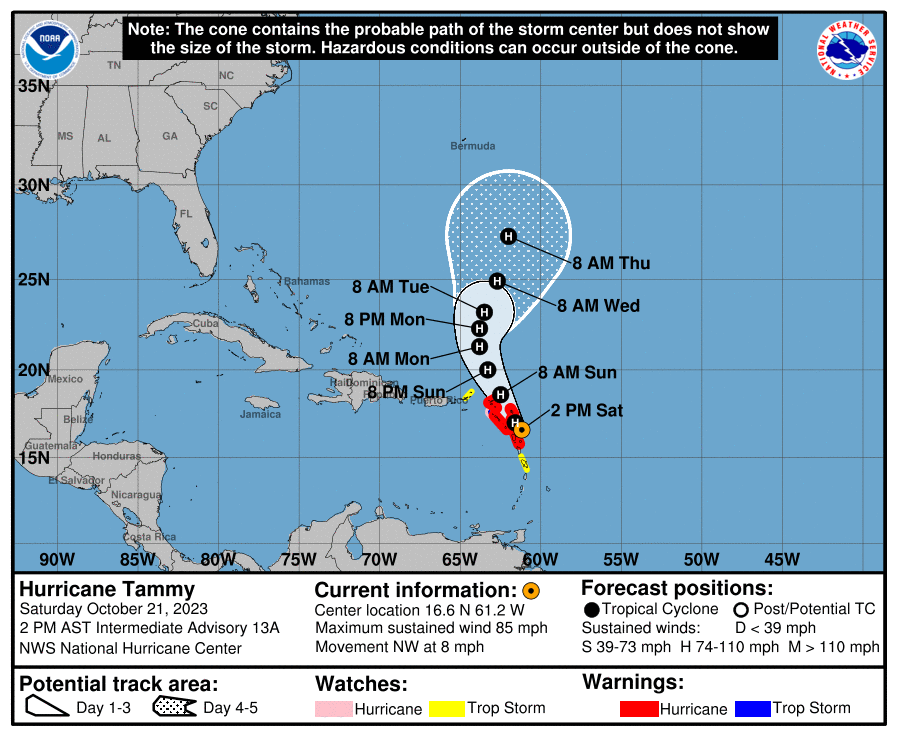 Note: The cone contains the probable path of the storm center but does not show
the size of the storm. Hazardous conditions can occur outside of the cone.
NOAA
NATIONAL WEATHER SERVICE
TN
NC
35N
SC
MS
AL
GA
Bermuda
30N
FL
8 AM Thu
25N
Bahamas
8 AM Tue
8 AM Wed
8 PM Mon
Cuba
8 AM Mon
20N
8 AM Sun
Mexico
Haiti
Dominican
8 PM Sun
Puerto Rico
Jamaica
2 PM Sat
Belize
Guatemala
15N
Honduras
El Salvador
Nicaragua
Costa Rica
90W 85W 80W 75W 70W 65W 60W 55W 50W 45W
H
H
H
H
H
H
H
H
Hurricane Tammy
Saturday October 21, 2023
2 PM AST Intermediate Advisory 13A
NWS National Hurricane Center
Current information:
Center location 16.6 N 61.2 W
Maximum sustained wind 85 mph
Movement NW at 8 mph
Forecast positions:
Tropical Cyclone Post/Potential TC
Sustained winds: D < 39 mph
S 39-73 mph H 74-110 mph M > 110 mph
Potential track area:
Day 1-3 Day 4-5
Watches:
Hurricane Trop Storm
Warnings:
Hurricane Trop Storm